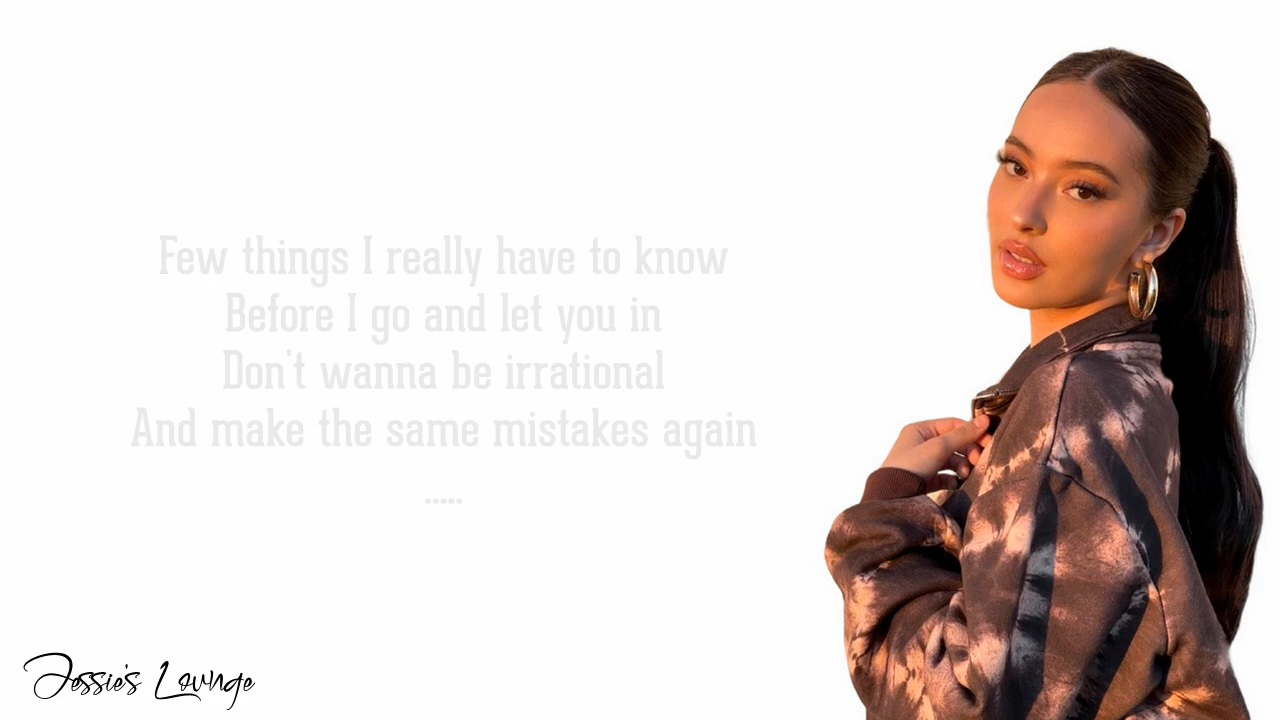 Few things I really have to know
Before I go and let you in
Don't wanna be irrational
And make the same mistakes again
.....
Jessie's Lounge